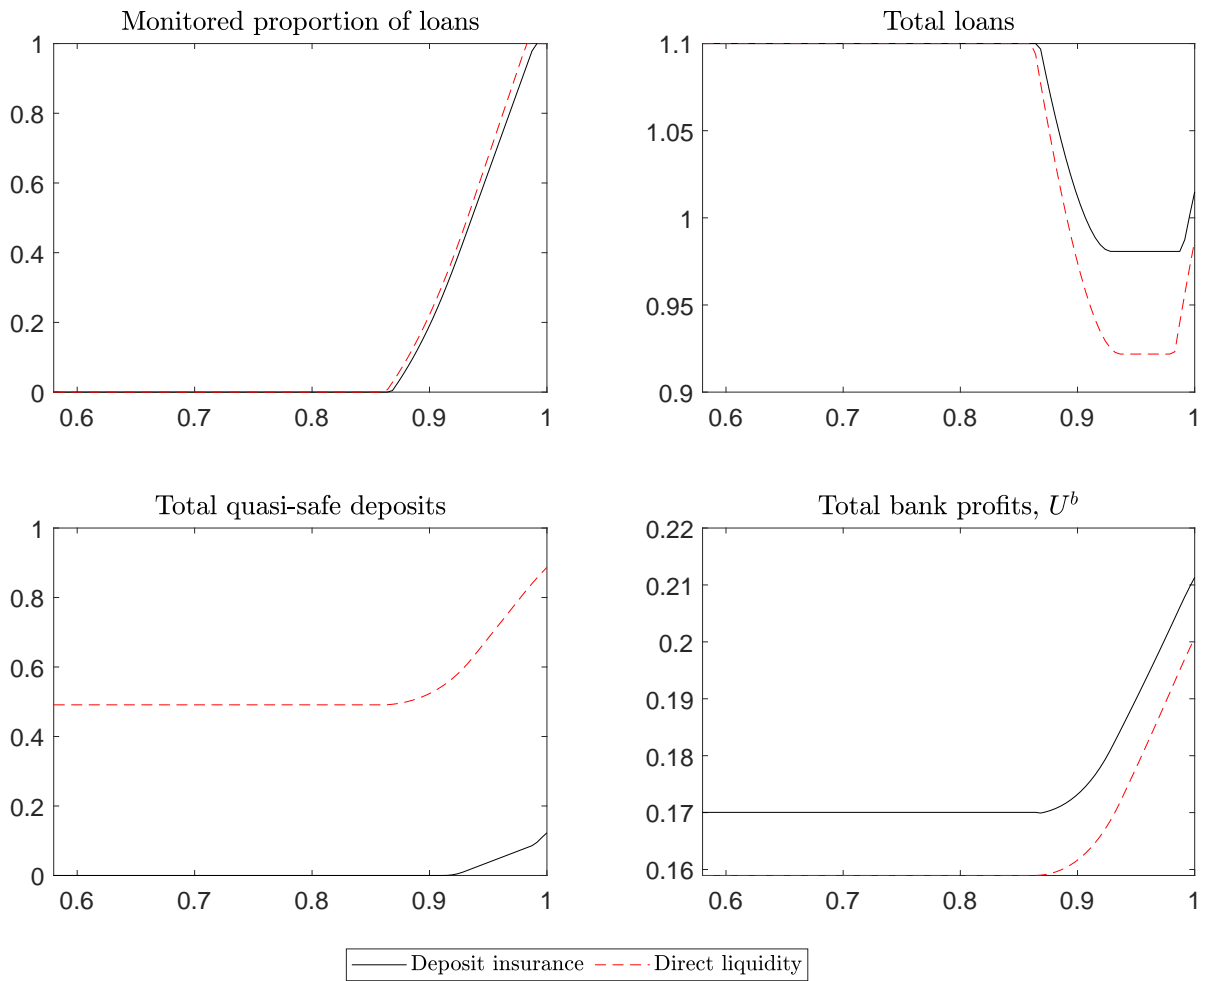 Monitored proportion of loans
1
0.8
0.6
0.4
0.2
0
0.6 0.7 0.8 0.9 1
Total loans
1.1
1.05
1
0.95
0.9
0.6 0.7 0.8 0.9 1
Total quasi-safe deposits
1
0.8
0.6
0.4
0.2
0
0.6 0.7 0.8 0.9 1
Total bank profits, U^b
0.22
0.21
0.2
0.19
0.18
0.17
0.16
0.6 0.7 0.8 0.9 1
Deposit insurance Direct liquidity